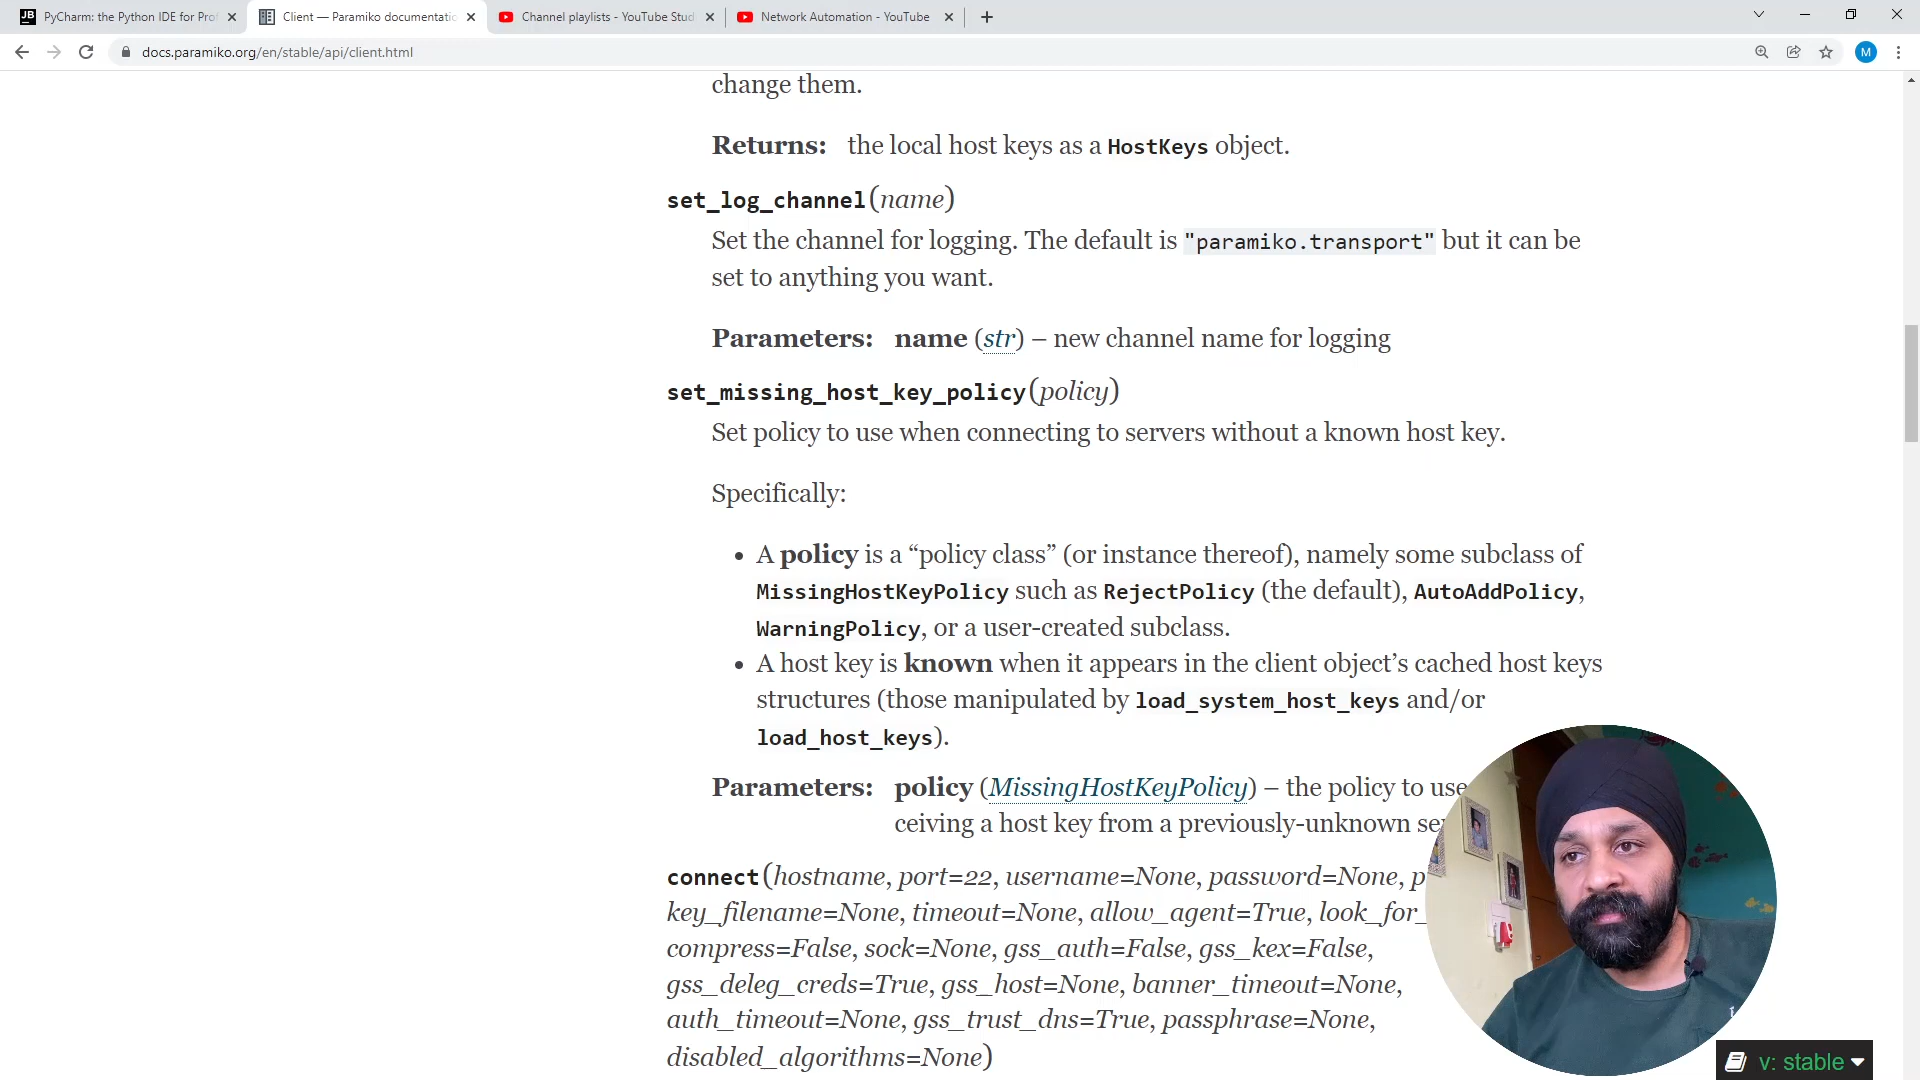 PyCharm: the Python IDE for Prof
Client — Paramiko documentatio
Channel playlists - YouTube Stud
Network Automation - YouTube
docs.paramiko.org/en/stable/api/client.html
M
change them.
Returns: the local host keys as a HostKeys object.
set_log_channel(name)
Set the channel for logging. The default is "paramiko.transport" but it can be
set to anything you want.
Parameters: name (str) – new channel name for logging
set_missing_host_key_policy(policy)
Set policy to use when connecting to servers without a known host key.
Specifically:
• A policy is a “policy class” (or instance thereof), namely some subclass of
MissingHostKeyPolicy such as RejectPolicy (the default), AutoAddPolicy,
WarningPolicy, or a user-created subclass.
• A host key is known when it appears in the client object’s cached host keys
structures (those manipulated by load_system_host_keys and/or
load_host_keys).
Parameters: policy (MissingHostKeyPolicy) – the policy to use
ceiving a host key from a previously-unknown se
connect(hostname, port=22, username=None, password=None, p
key_filename=None, timeout=None, allow_agent=True, look_for_
compress=False, sock=None, gss_auth=False, gss_kex=False,
gss_deleg_creds=True, gss_host=None, banner_timeout=None,
auth_timeout=None, gss_trust_dns=True, passphrase=None,
disabled_algorithms=None)
v: stable